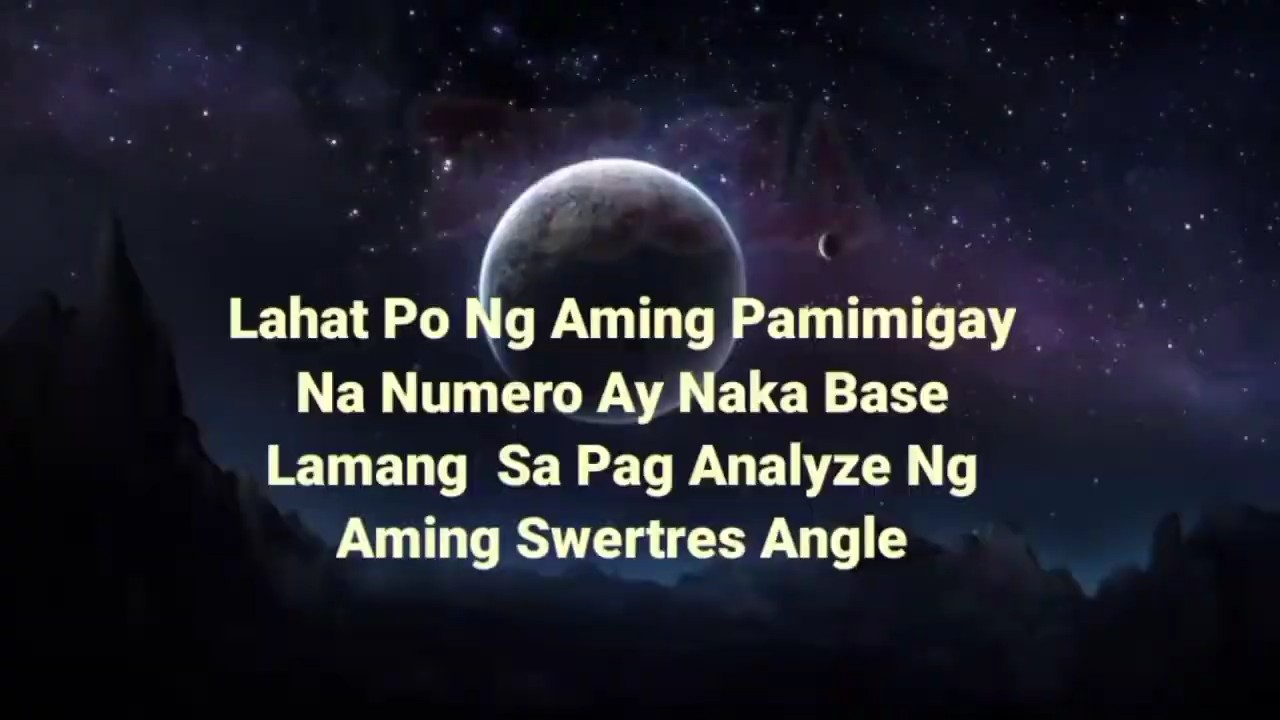 Lahat Po Ng Aming Pamimigay
Na Numero Ay Naka Base
Lamang  Sa Pag Analyze Ng
Aming Swertres Angle